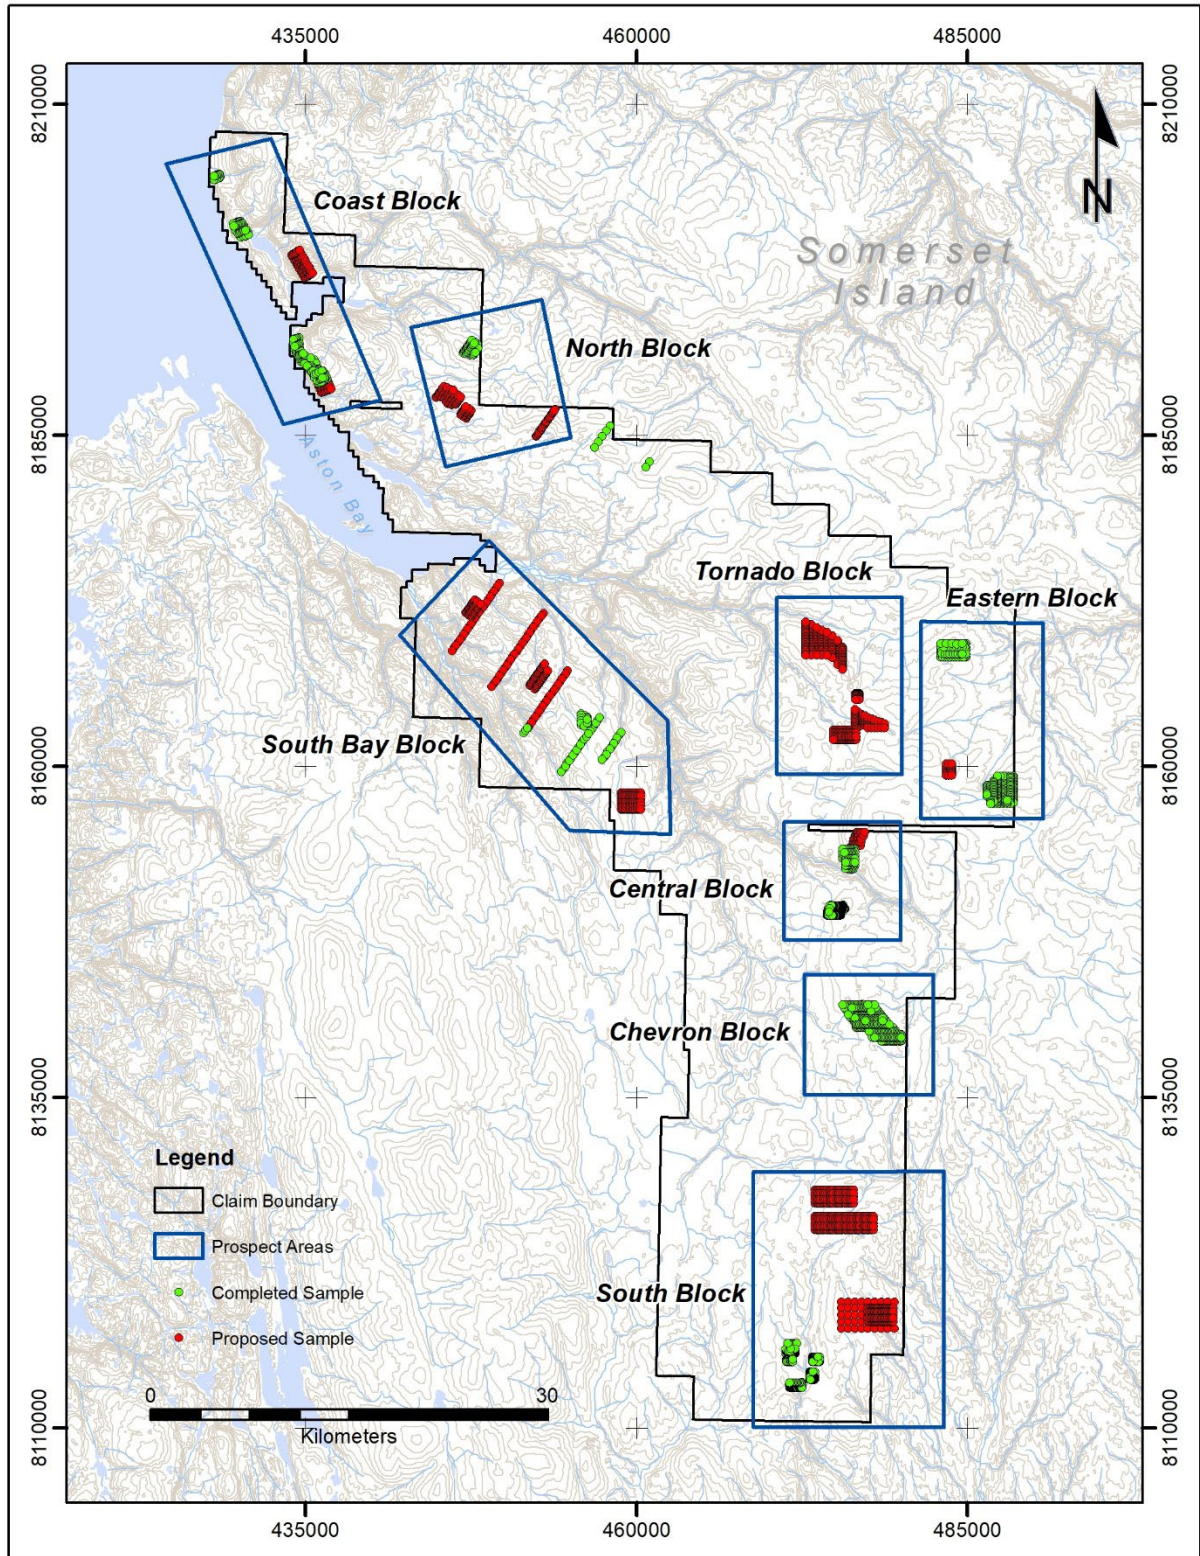 435000
460000
485000
8210000
8210000
N
Coast Block
Somerset
Island
North Block
8185000
8185000
Aston Bay
Tornado Block
Eastern Block
South Bay Block
8160000
8160000
Central Block
Chevron Block
8135000
8135000
Legend
Claim Boundary
Prospect Areas
Completed Sample
Proposed Sample
South Block
0
30
Kilometers
8110000
8110000
435000
460000
485000